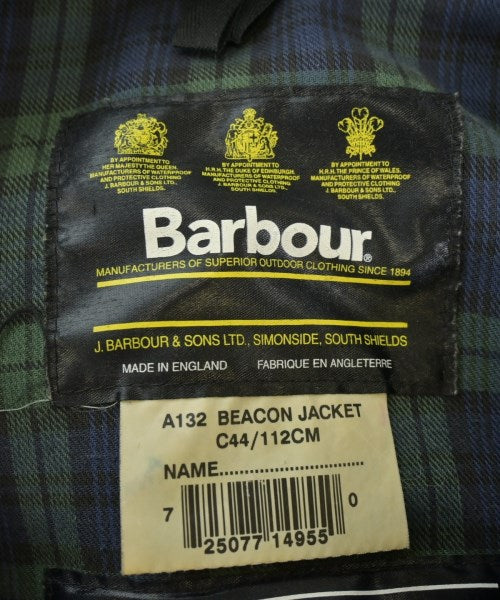 BY APPOINTMENT TO
HER MAJESTY THE QUEEN.
MANUFACTURERS OF WATERPROOF
AND PROTECTIVE CLOTHING
J. BARBOUR & SONS LTD.,
SOUTH SHIELDS.
BY APPOINTMENT TO
H.R.H. THE DUKE OF EDINBURGH.
MANUFACTURERS OF WATERPROOF
AND PROTECTIVE CLOTHING
J. BARBOUR & SONS LTD.,
SOUTH SHIELDS.
BY APPOINTMENT TO
H.R.H. THE PRINCE OF WALES.
MANUFACTURERS OF WATERPROOF
AND PROTECTIVE CLOTHING
J. BARBOUR & SONS LTD.,
SOUTH SHIELDS.
Barbour®
MANUFACTURERS OF SUPERIOR OUTDOOR CLOTHING SINCE 1894
J. BARBOUR & SONS LTD., SIMONSIDE, SOUTH SHIELDS
MADE IN ENGLAND FABRIQUE EN ANGLETERRE
A132 BEACON JACKET
C44/112CM
NAME..............................
7 25077 14955 0